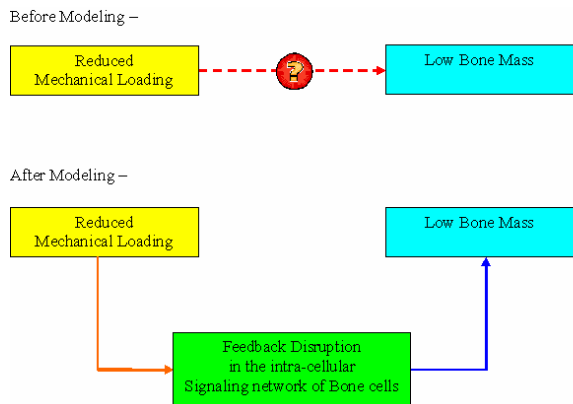 Before Modeling –
Reduced
Mechanical Loading
?
Low Bone Mass
After Modeling –
Reduced
Mechanical Loading
Low Bone Mass
Feedback Disruption
in the intra-cellular
Signaling network of Bone cells